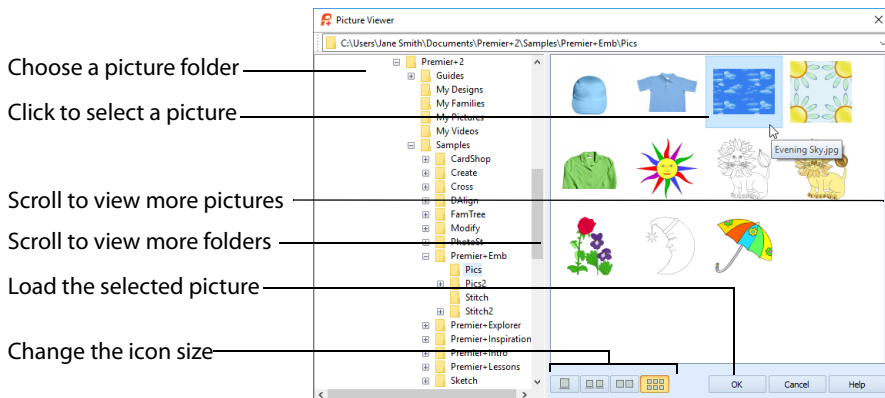 Picture Viewer
C:\Users\Jane Smith\Documents\Premier+2\Samples\Premier+Emb\Pics
Choose a picture folder
Click to select a picture
Scroll to view more pictures
Scroll to view more folders
Load the selected picture
Change the icon size
Premier+2
Guides
My Designs
My Families
My Pictures
My Videos
Samples
CardShop
Create
Cross
DAlign
FamTree
Modify
PhotoSt
Premier+Emb
Pics
Pics2
Stitch
Stitch2
Premier+Explorer
Premier+Inspiration
Premier+Intro
Premier+Lessons
Sketch
Evening Sky.jpg
OK
Cancel
Help